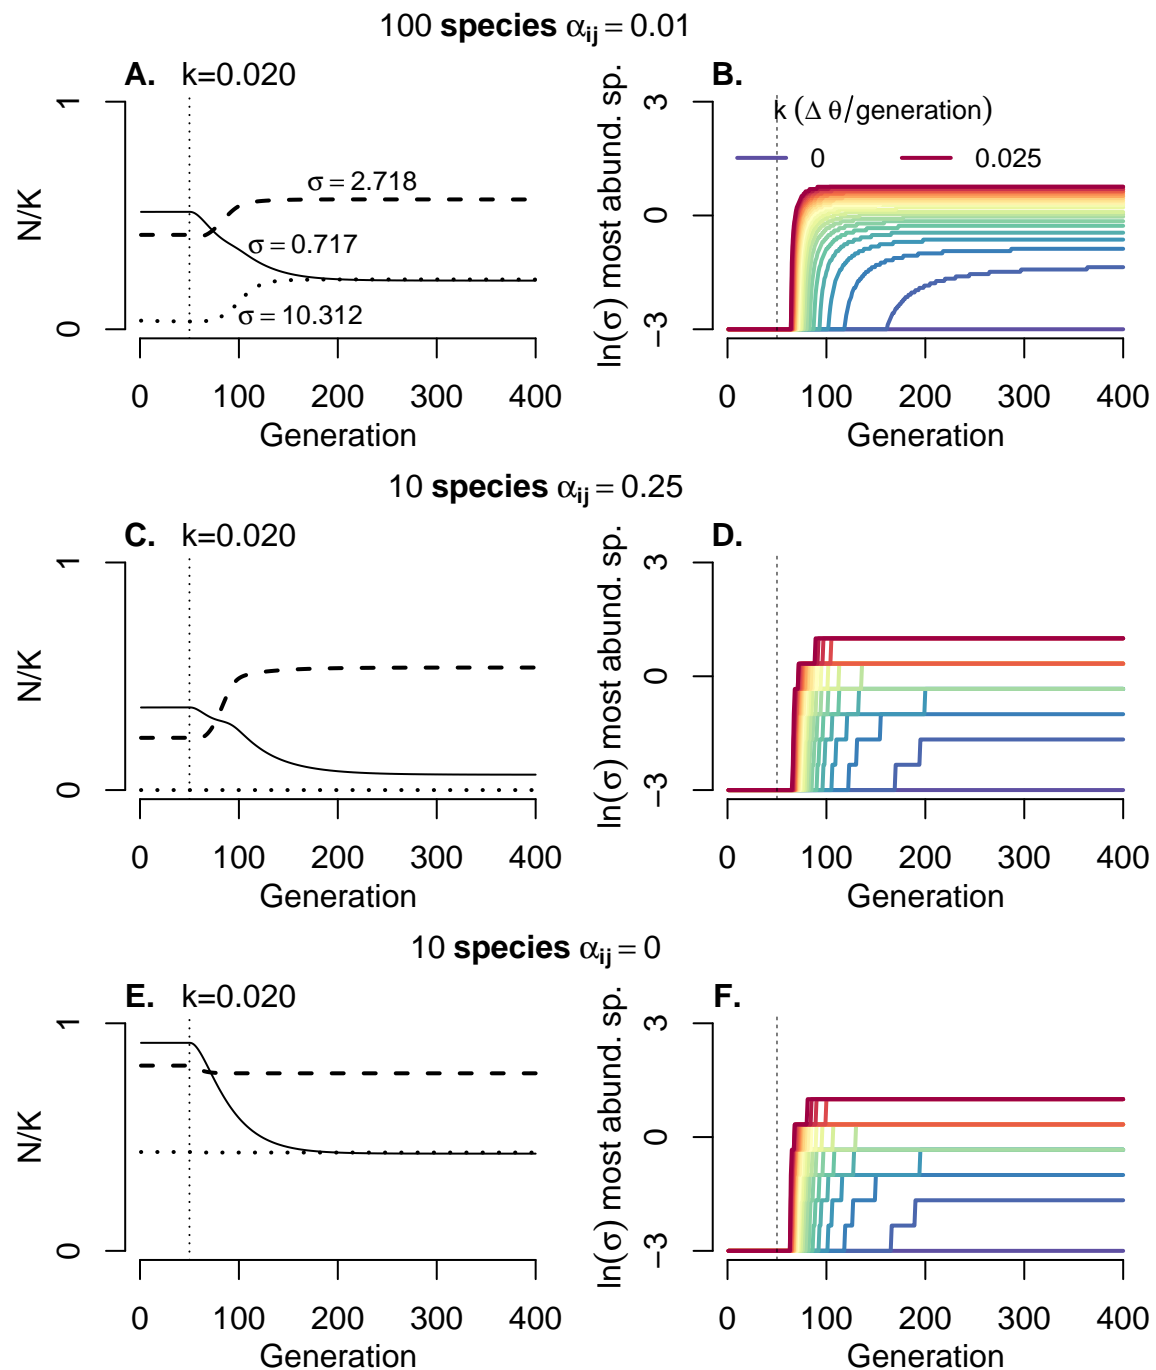 100 species αij = 0.01
A. k=0.020
N/K
1
0
σ = 2.718
σ = 0.717
σ = 10.312
0 100 200 300 400
Generation
B.
ln(σ) most abund. sp.
3
0
−3
k (Δ θ/generation)
0 0.025
0 100 200 300 400
Generation
10 species αij = 0.25
C. k=0.020
N/K
1
0
0 100 200 300 400
Generation
D.
ln(σ) most abund. sp.
3
0
−3
0 100 200 300 400
Generation
10 species αij = 0
E. k=0.020
N/K
1
0
0 100 200 300 400
Generation
F.
ln(σ) most abund. sp.
3
0
−3
0 100 200 300 400
Generation